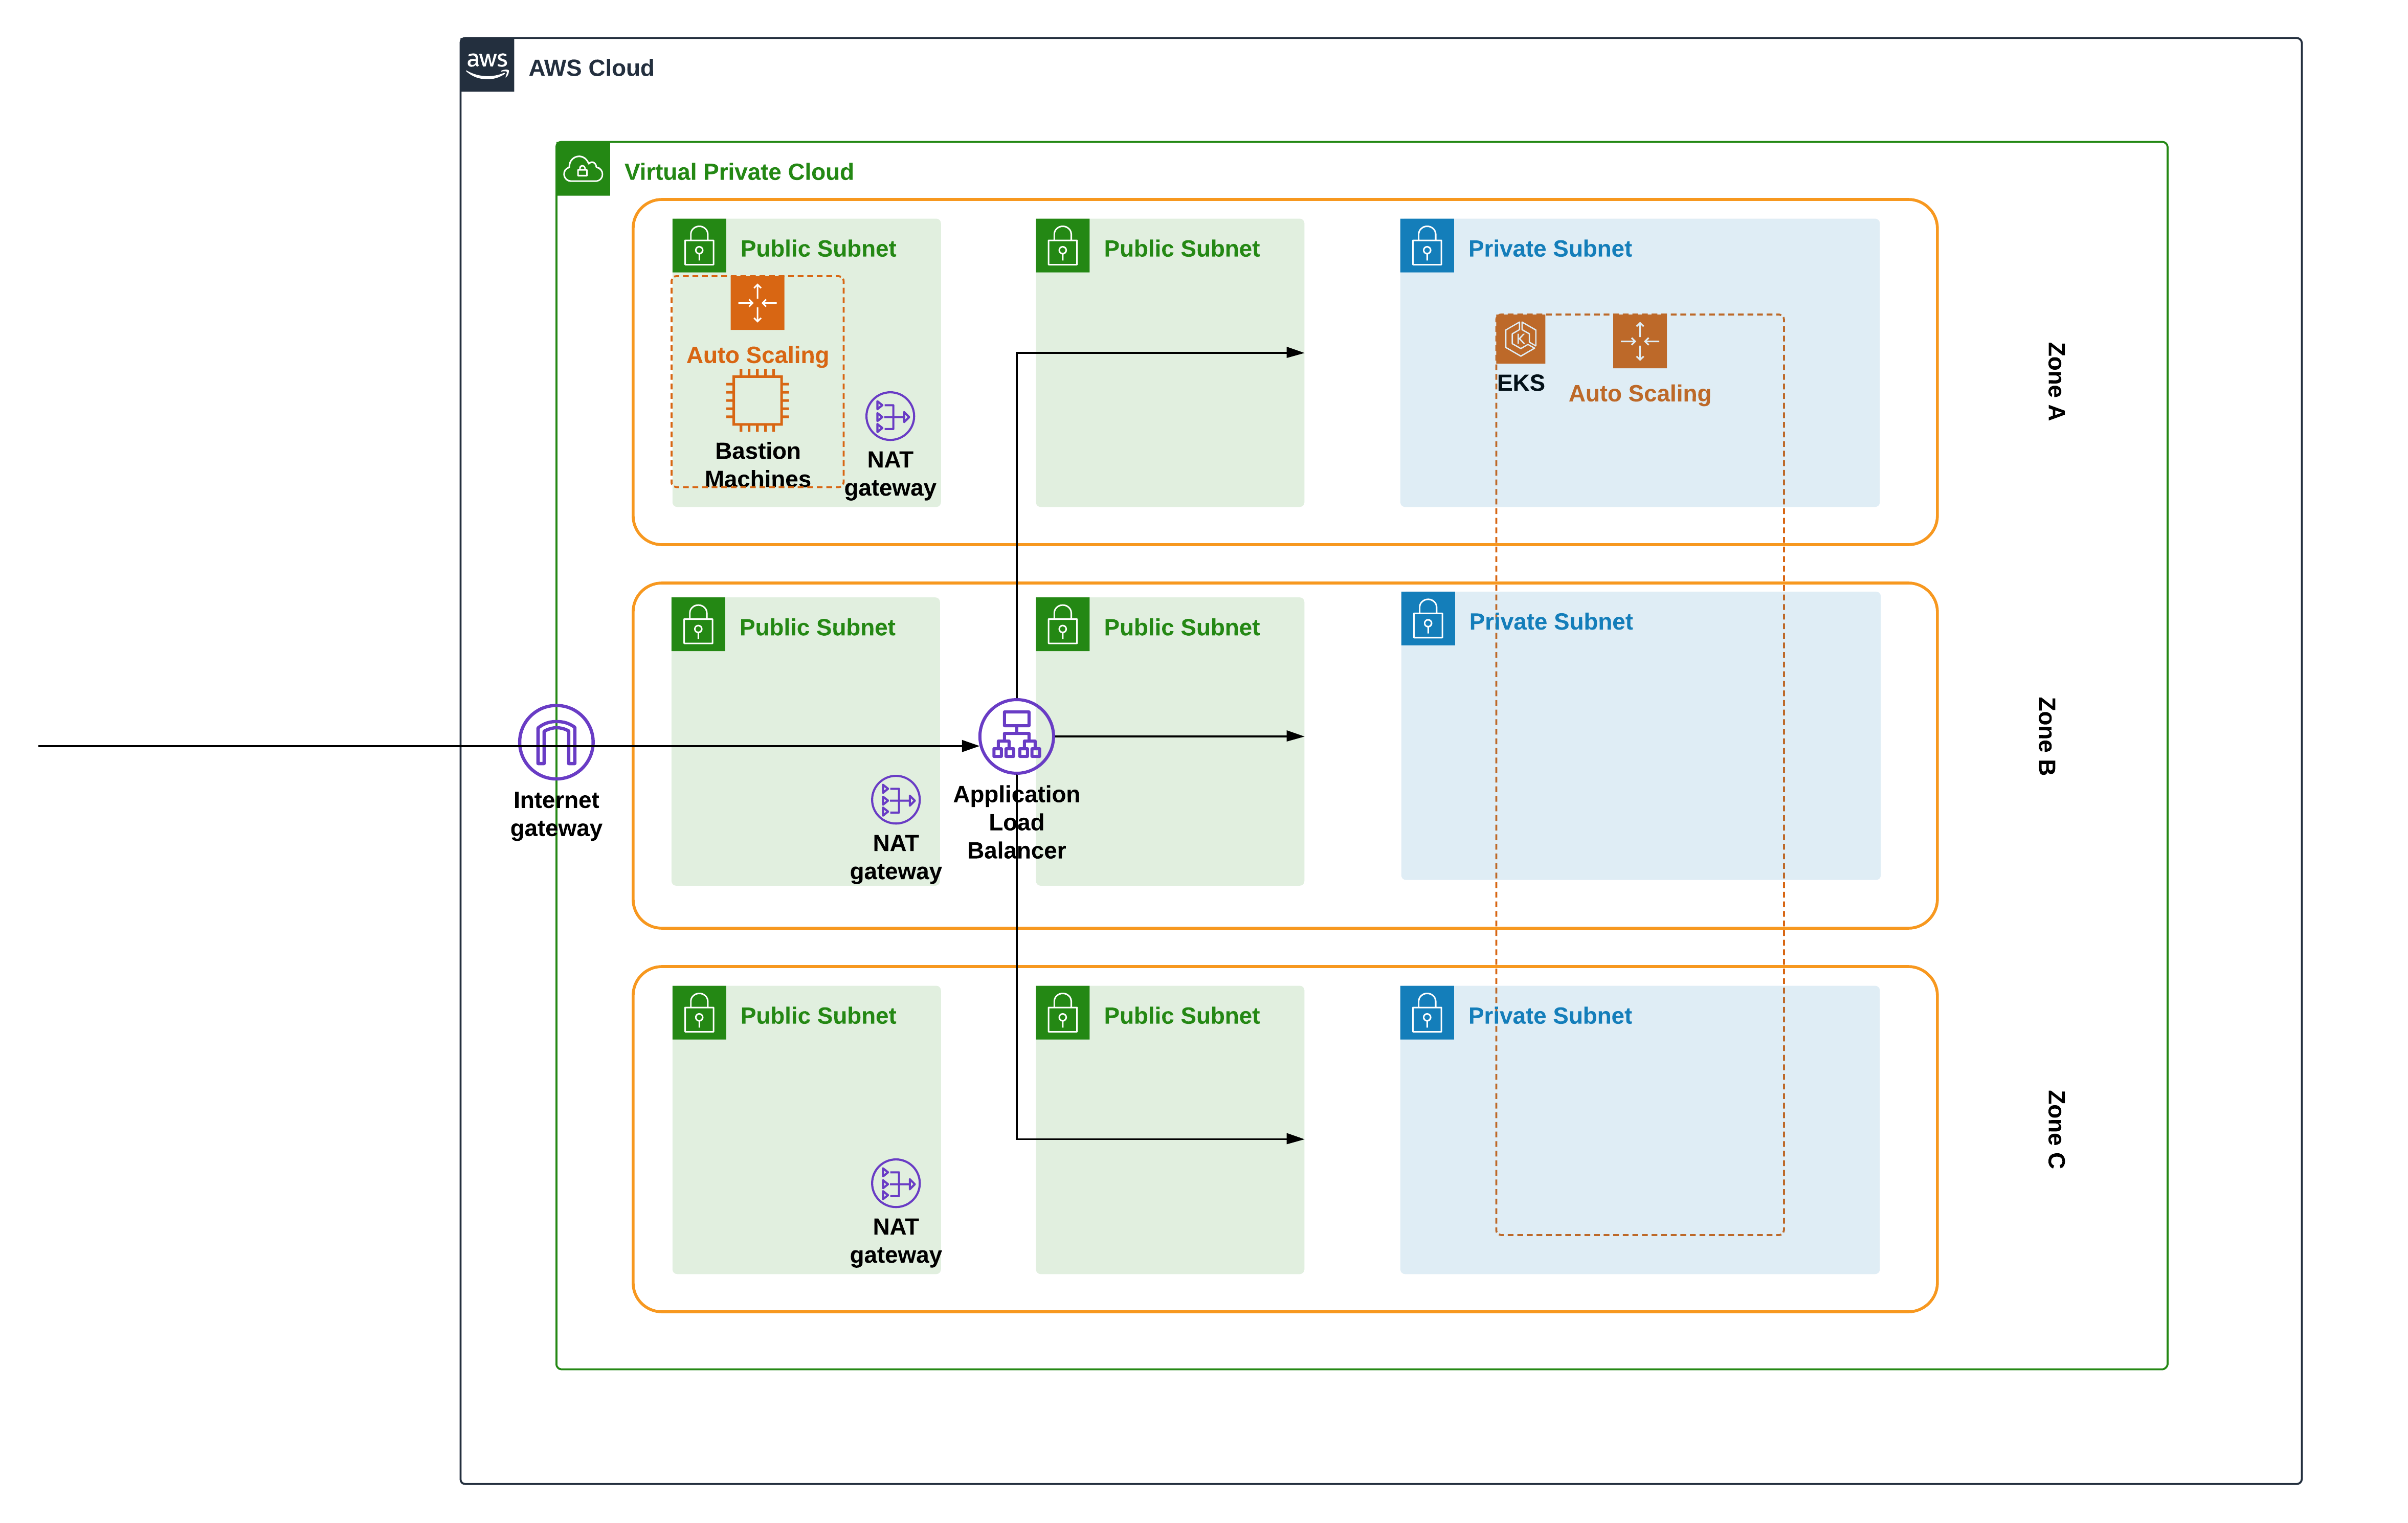 aws
AWS Cloud
Virtual Private Cloud
Public Subnet
Public Subnet
Private Subnet
Auto Scaling
Bastion
Machines
NAT
gateway
K
EKS
Auto Scaling
Zone A
Public Subnet
Public Subnet
Private Subnet
Internet
gateway
NAT
gateway
Application
Load
Balancer
Zone B
Public Subnet
Public Subnet
Private Subnet
NAT
gateway
Zone C